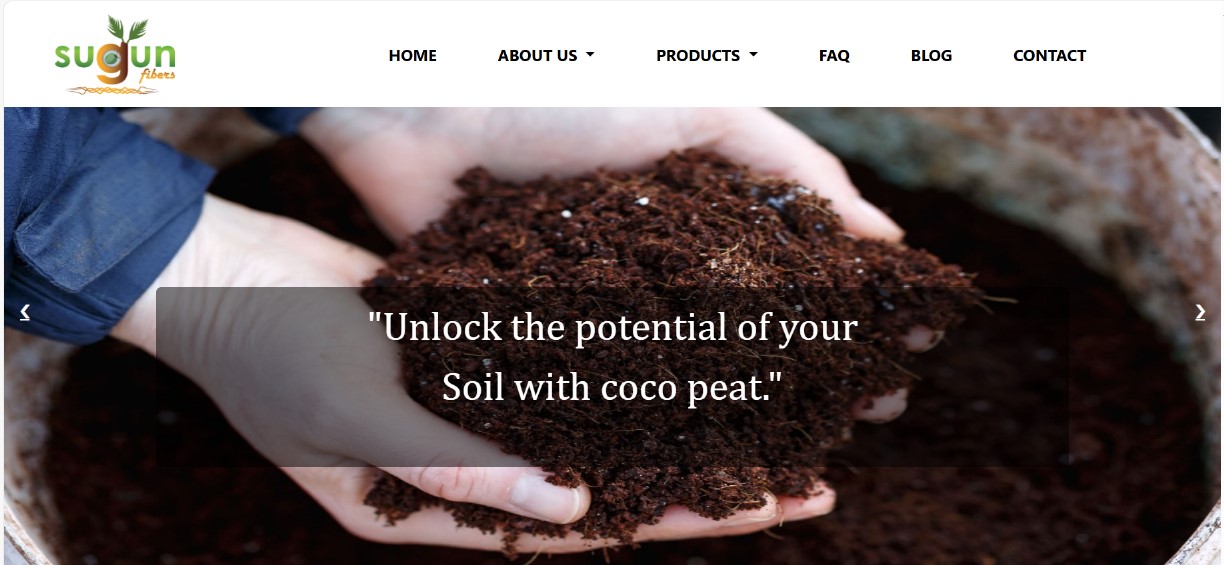 sugun
fibers
HOME
ABOUT US
PRODUCTS
FAQ
BLOG
CONTACT
"Unlock the potential of your
Soil with coco peat."